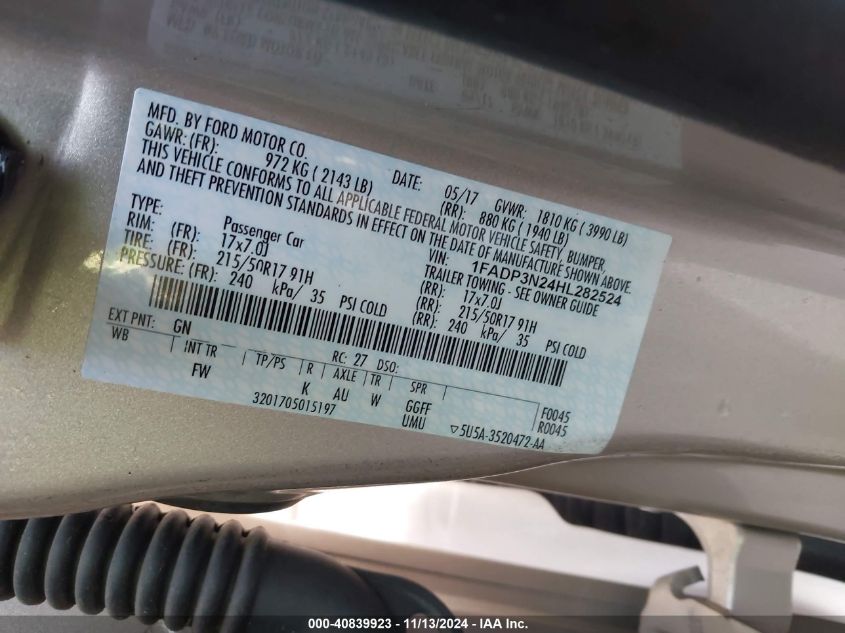 MFD. BY FORD MOTOR CO.
DATE: 05/17 GVWR: 1810 KG ( 3990 LB)
GAWR: (FR): 972 KG ( 2143 LB) (RR): 880 KG ( 1940 LB)
THIS VEHICLE CONFORMS TO ALL APPLICABLE FEDERAL MOTOR VEHICLE SAFETY, BUMPER,
AND THEFT PREVENTION STANDARDS IN EFFECT ON THE DATE OF MANUFACTURE SHOWN ABOVE.
VIN: 1FADP3N24HL282524
TYPE: Passenger Car TRAILER TOWING - SEE OWNER GUIDE
RIM: (FR): 17x7.0J (RR): 17x7.0J
TIRE: (FR): 215/50R17 91H (RR): 215/50R17 91H
PRESSURE: (FR): 240 kPa/ 35 PSI COLD (RR): 240 kPa/ 35 PSI COLD
EXT PNT: GN RC: 27 DSO:
WB INT TR TP/PS R AXLE TR SPR
FW K AU W GGFF F0045
UMU R0045
3201705015197 ▽5U5A-3520472-AA
000-40839923 - 11/13/2024 - IAA Inc.